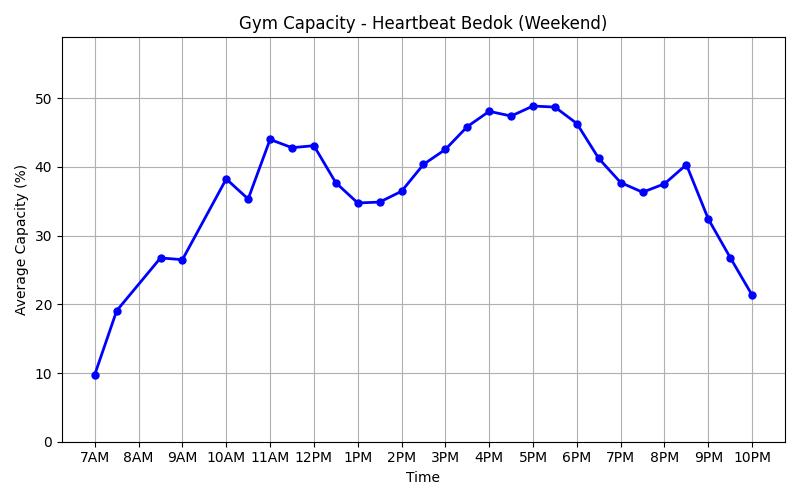 Gym Capacity - Heartbeat Bedok (Weekend)
Average Capacity (%)
50
40
30
20
10
0
7AM 8AM 9AM 10AM 11AM 12PM 1PM 2PM 3PM 4PM 5PM 6PM 7PM 8PM 9PM 10PM
Time